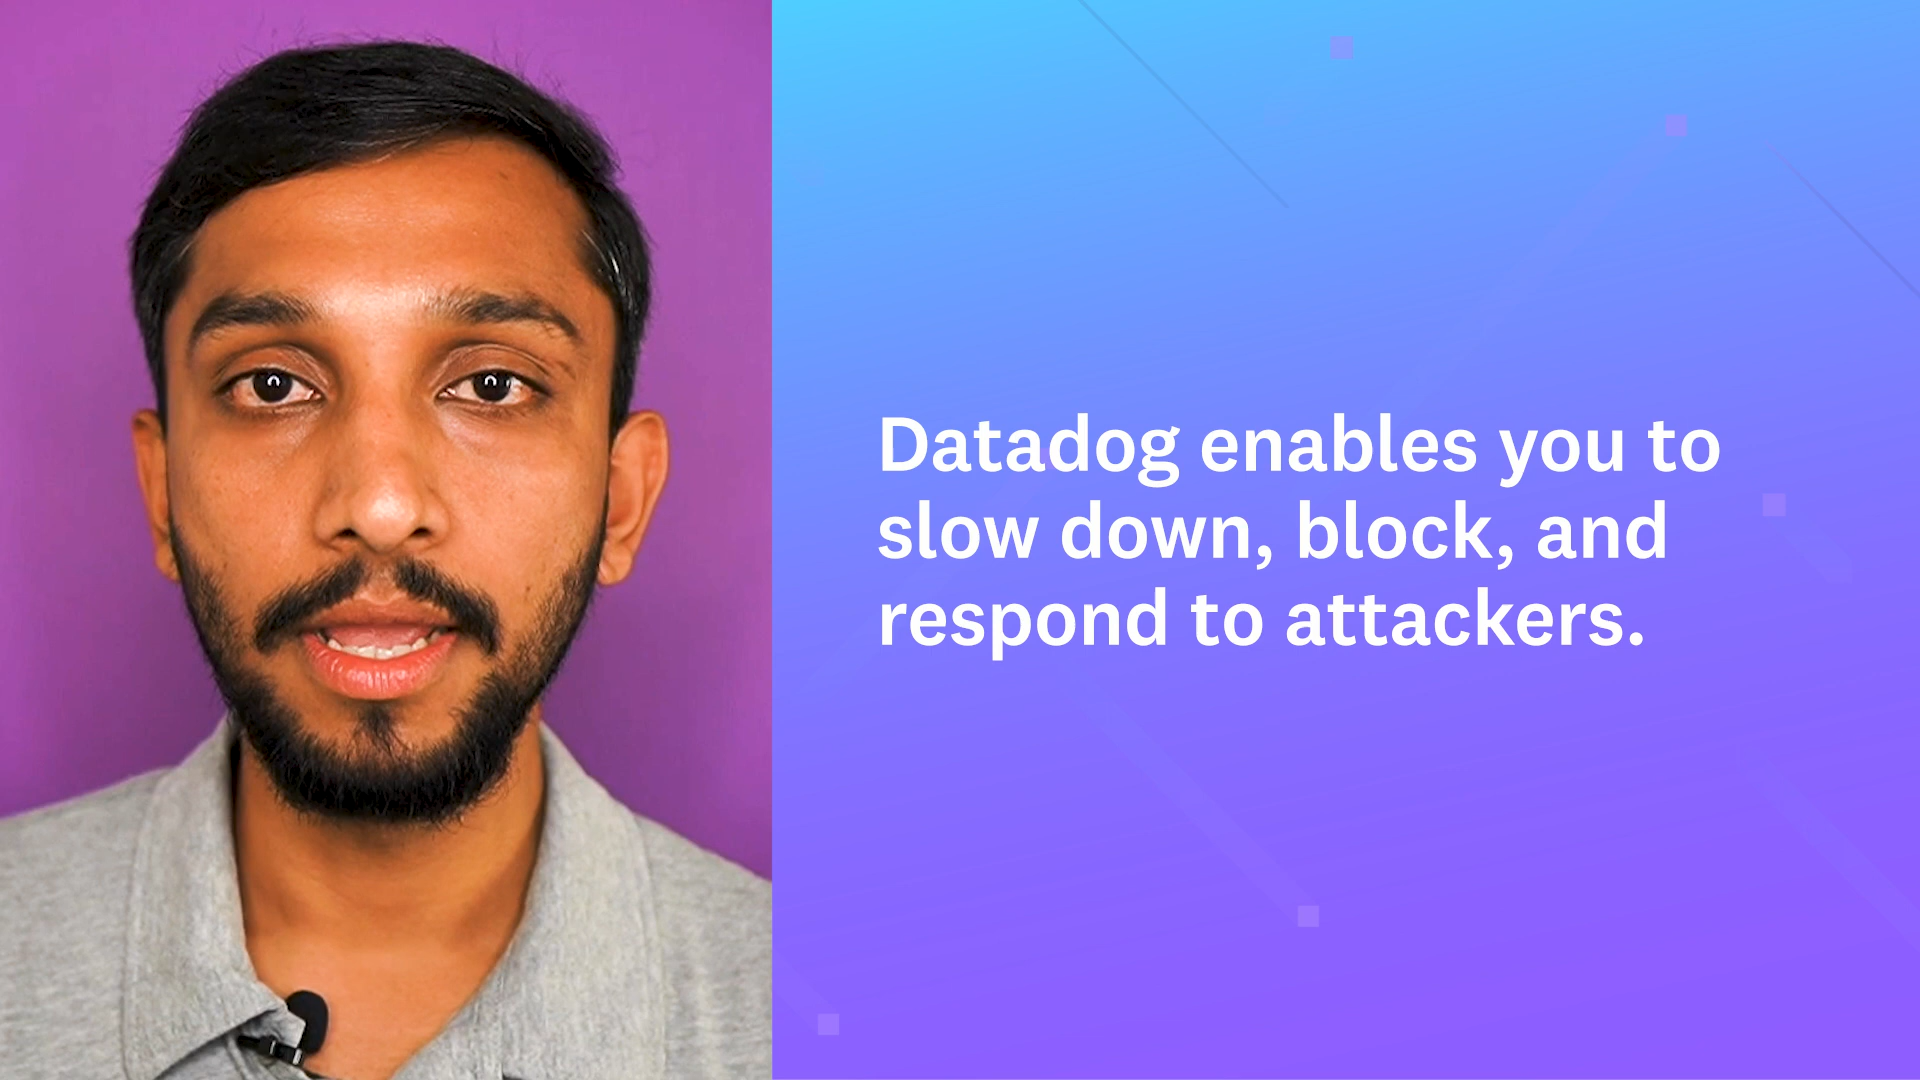 Datadog enables you to
slow down, block, and
respond to attackers.